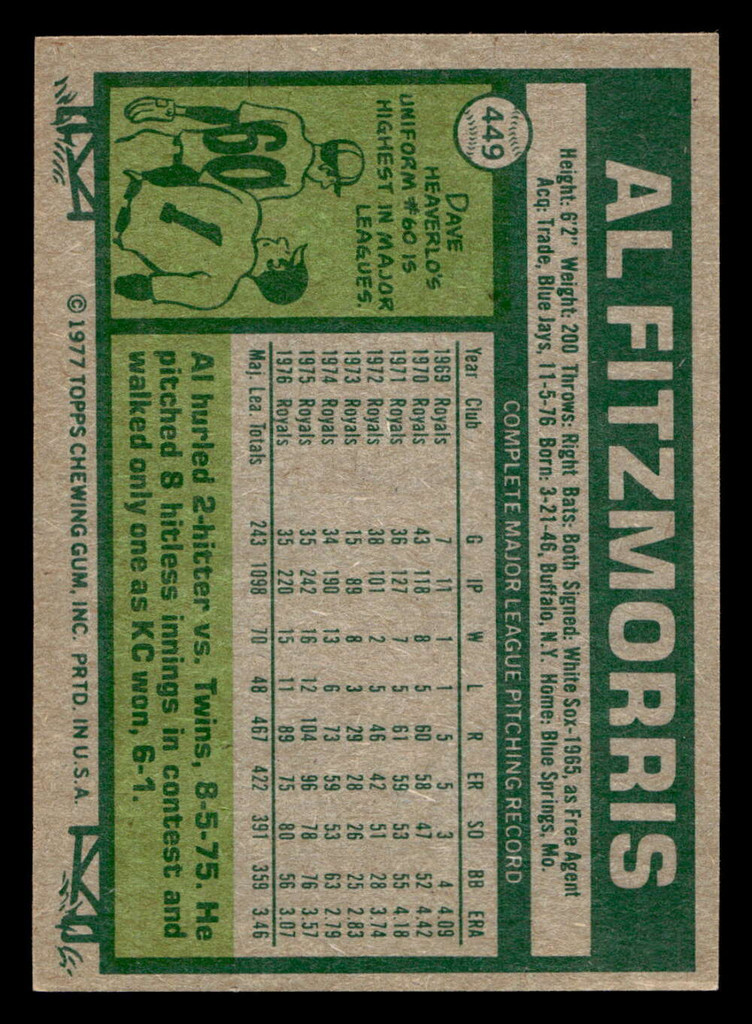 449
AL FITZMORRIS
Height: 6'2" Weight: 200 Throws: Right Bats: Both Signed: White Sox-1965, as Free Agent
Acq: Trade, Blue Jays, 11-5-76 Born: 3-21-46, Buffalo, N.Y. Home: Blue Springs, Mo.
COMPLETE MAJOR LEAGUE PITCHING RECORD
Year Club G IP W L R ER SO BB ERA
1969 Royals 7 11 1 1 5 5 3 4 4.09
1970 Royals 43 118 8 5 60 58 47 52 4.42
1971 Royals 36 127 7 5 61 59 53 55 4.18
1972 Royals 38 101 2 5 46 42 51 28 3.74
1973 Royals 15 89 8 3 29 28 26 25 2.83
1974 Royals 34 190 13 6 73 59 53 63 2.79
1975 Royals 35 242 16 12 104 96 78 76 3.57
1976 Royals 35 220 15 11 89 75 80 56 3.07
Maj. Lea. Totals 243 1098 70 48 467 422 391 359 3.46
DAVE
HEAVERLO'S
UNIFORM #60 IS
HIGHEST IN MAJOR
LEAGUES.
60
1
Al hurled 2-hitter vs. Twins, 8-5-75. He
pitched 8 hitless innings in contest and
walked only one as KC won, 6-1.
© 1977 TOPPS CHEWING GUM, INC. PRTD. IN U.S.A.